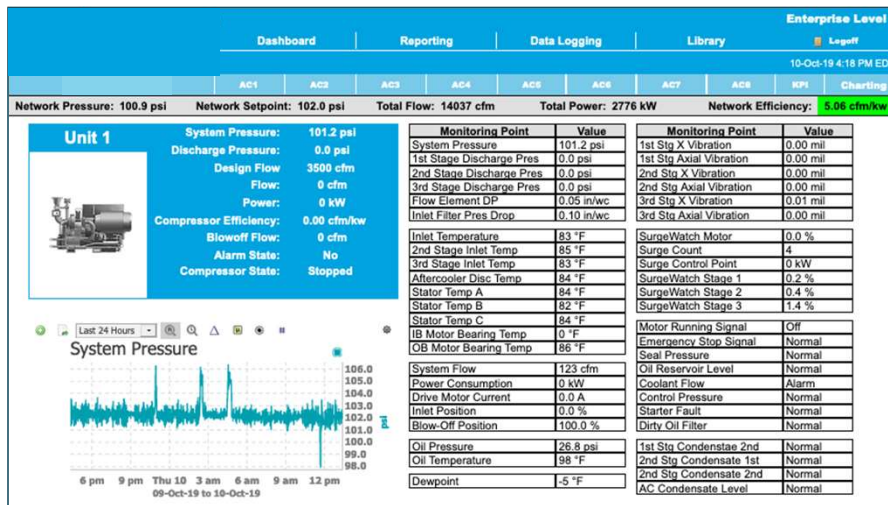 Enterprise Level
Dashboard Reporting Data Logging Library Logoff
10-Oct-19 4:18 PM ED
AC1 AC2 AC3 AC4 AC5 AC6 AC7 AC8 KPI Charting
Network Pressure: 100.9 psi Network Setpoint: 102.0 psi Total Flow: 14037 cfm Total Power: 2776 kW Network Efficiency: 5.06 cfm/kw
Unit 1
System Pressure: 101.2 psi
Discharge Pressure: 0.0 psi
Design Flow 3500 cfm
Flow: 0 cfm
Power: 0 kW
Compressor Efficiency: 0.00 cfm/kw
Blowoff Flow: 0 cfm
Alarm State: No
Compressor State: Stopped
Last 24 Hours
System Pressure
106.0
105.0
104.0
103.0
102.0
101.0
100.0
99.0
98.0
psi
6 pm 9 pm Thu 10 3 am 6 am 9 am 12 pm
09-Oct-19 to 10-Oct-19
Monitoring Point Value
System Pressure 101.2 psi
1st Stage Discharge Pres 0.0 psi
2nd Stage Discharge Pres 0.0 psi
3rd Stage Discharge Pres 0.0 psi
Flow Element DP 0.05 in/wc
Inlet Filter Pres Drop 0.10 in/wc
Inlet Temperature 83 °F
2nd Stage Inlet Temp 85 °F
3rd Stage Inlet Temp 83 °F
Aftercooler Disc Temp 84 °F
Stator Temp A 84 °F
Stator Temp B 82 °F
Stator Temp C 84 °F
IB Motor Bearing Temp 0 °F
OB Motor Bearing Temp 86 °F
System Flow 123 cfm
Power Consumption 0 kW
Drive Motor Current 0.0 A
Inlet Position 0.0 %
Blow-Off Position 100.0 %
Oil Pressure 26.8 psi
Oil Temperature 98 °F
Dewpoint -5 °F
Monitoring Point Value
1st Stg X Vibration 0.00 mil
1st Stg Axial Vibration 0.00 mil
2nd Stg X Vibration 0.00 mil
2nd Stg Axial Vibration 0.00 mil
3rd Stg X Vibration 0.01 mil
3rd Stg Axial Vibration 0.00 mil
SurgeWatch Motor 0.0 %
Surge Count 4
Surge Control Point 0 kW
SurgeWatch Stage 1 0.2 %
SurgeWatch Stage 2 0.4 %
SurgeWatch Stage 3 1.4 %
Motor Running Signal Off
Emergency Stop Signal Normal
Seal Pressure Normal
Oil Reservoir Level Normal
Coolant Flow Alarm
Control Pressure Normal
Starter Fault Normal
Dirty Oil Filter Normal
1st Stg Condenstae 2nd Normal
2nd Stg Condensate 1st Normal
2nd Stg Condensate 2nd Normal
AC Condensate Level Normal